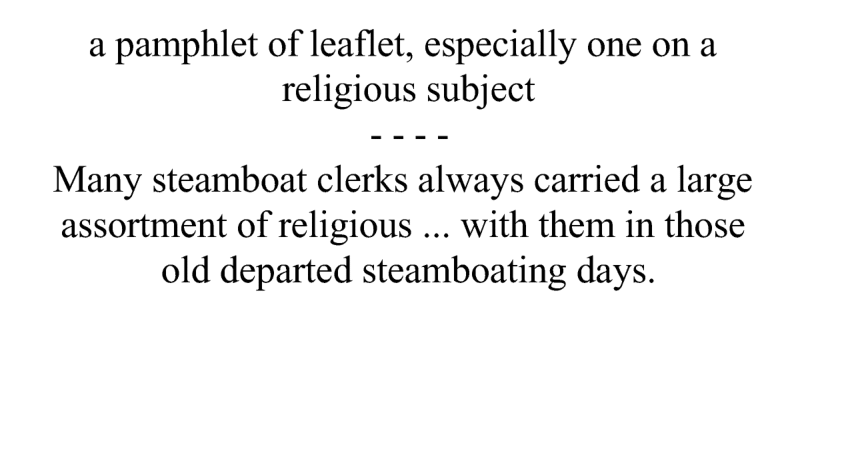 a pamphlet of leaflet, especially one on a
religious subject
- - - -
Many steamboat clerks always carried a large
assortment of religious ... with them in those
old departed steamboating days.